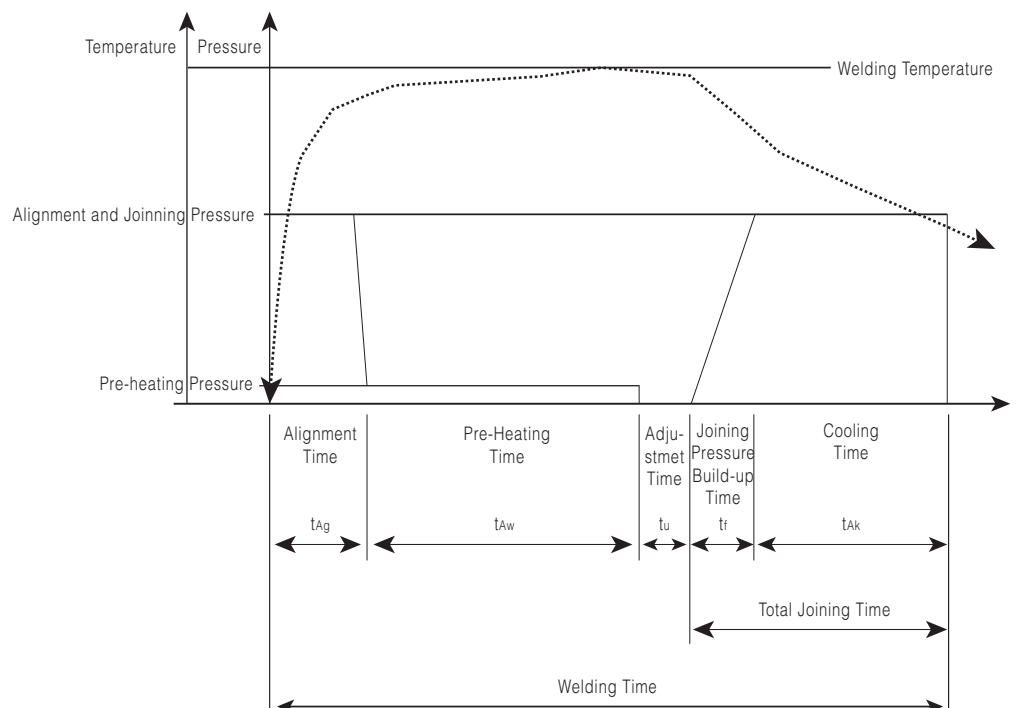 Temperature
Pressure
Welding Temperature
Alignment and Joinning Pressure
Pre-heating Pressure
Alignment
Time
Pre-Heating
Time
Adju-
stmet
Time
Joining
Pressure
Build-up
Time
Cooling
Time
tAg
tAw
tu
tf
tAk
Total Joining Time
Welding Time